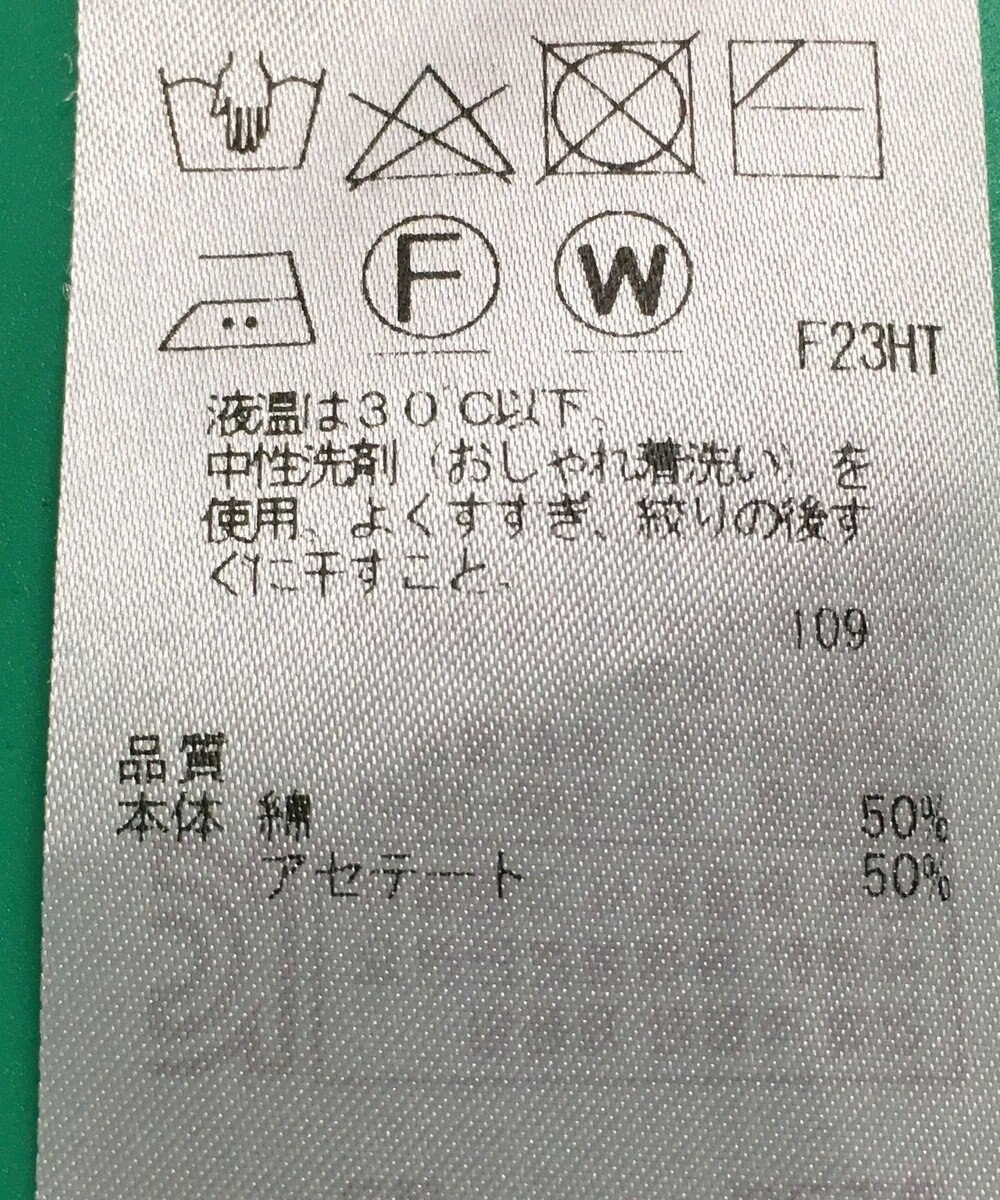 F
W
F23HT
液温は30℃以下、
中性洗剤(おしゃれ着洗い)を
使用、よくすすぎ、絞りの後す
ぐに干すこと。
109
品質
本体 綿 50%
アセテート 50%